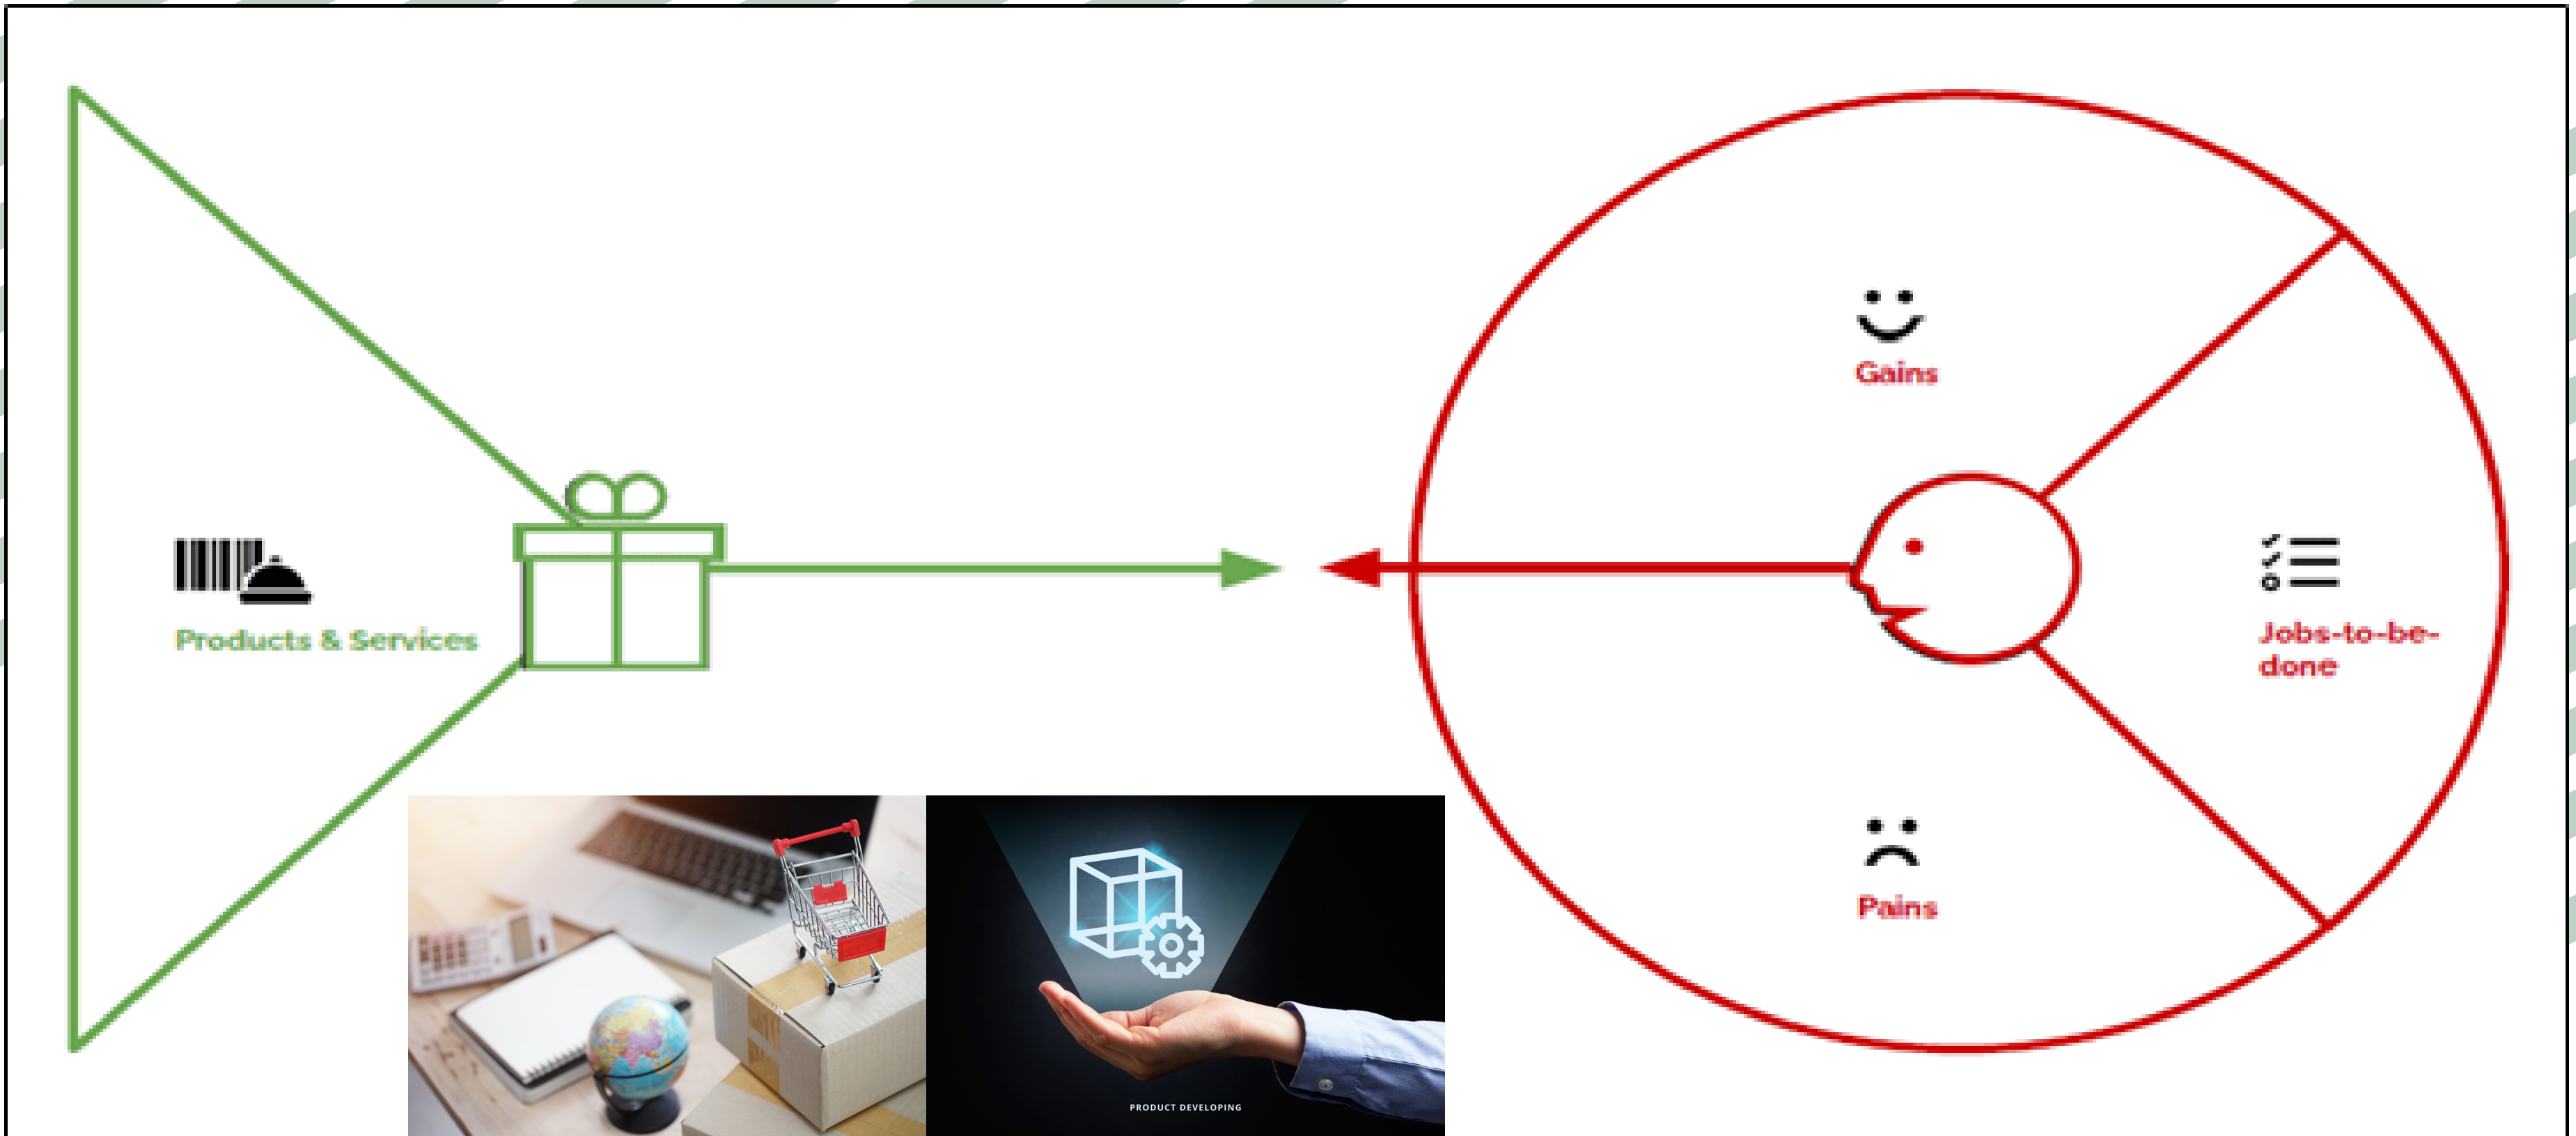 Gains
Products & Services
Jobs-to-be-
done
Pains
PRODUCT DEVELOPING